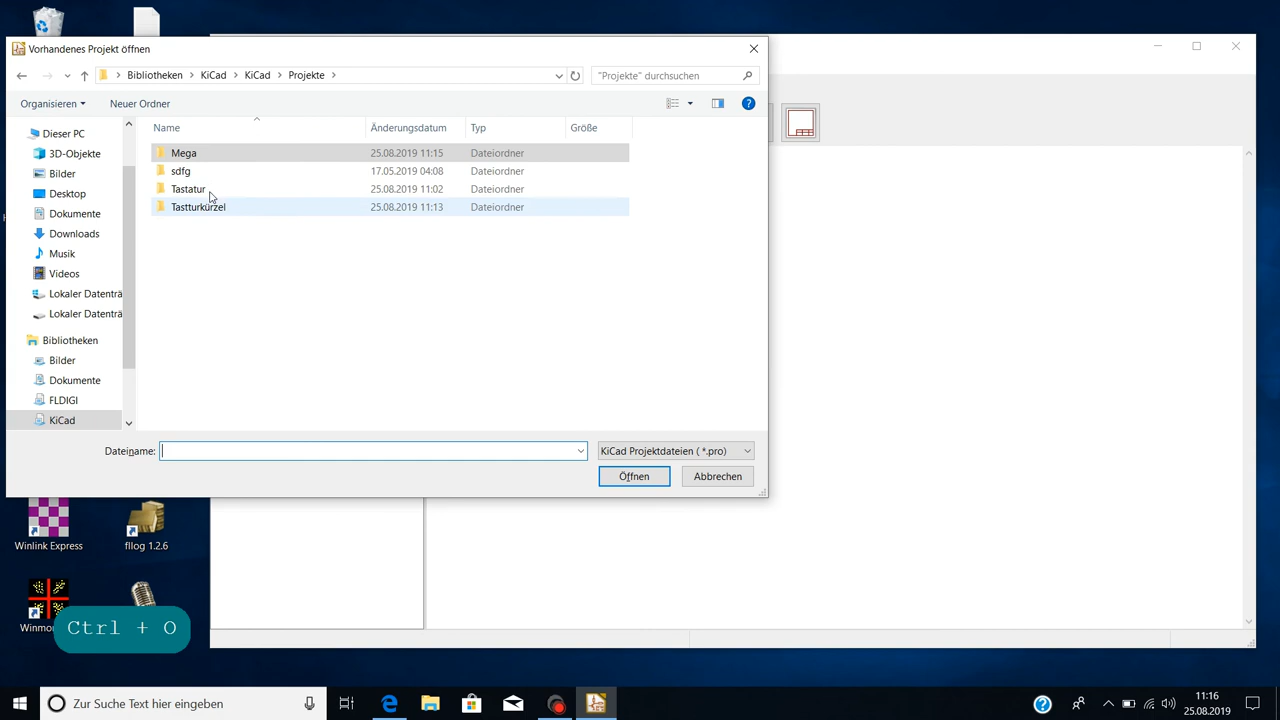 Vorhandenes Projekt öffnen
Bibliotheken
KiCad
KiCad
Projekte
"Projekte" durchsuchen
Organisieren
Neuer Ordner
Name
Änderungsdatum
Typ
Größe
Mega 25.08.2019 11:15 Dateiordner
sdfg 17.05.2019 04:08 Dateiordner
Tastatur 25.08.2019 11:02 Dateiordner
Tastturkürzel 25.08.2019 11:13 Dateiordner
Dieser PC
3D-Objekte
Bilder
Desktop
Dokumente
Downloads
Musik
Videos
Lokaler Datenträ
Lokaler Datenträ
Bibliotheken
Bilder
Dokumente
FLDIGI
KiCad
Dateiname:
KiCad Projektdateien ( *.pro)
Öffnen
Abbrechen
Winlink Express
fllog 1.2.6
Winmo
Ctrl + O
Zur Suche Text hier eingeben
11:16
25.08.2019